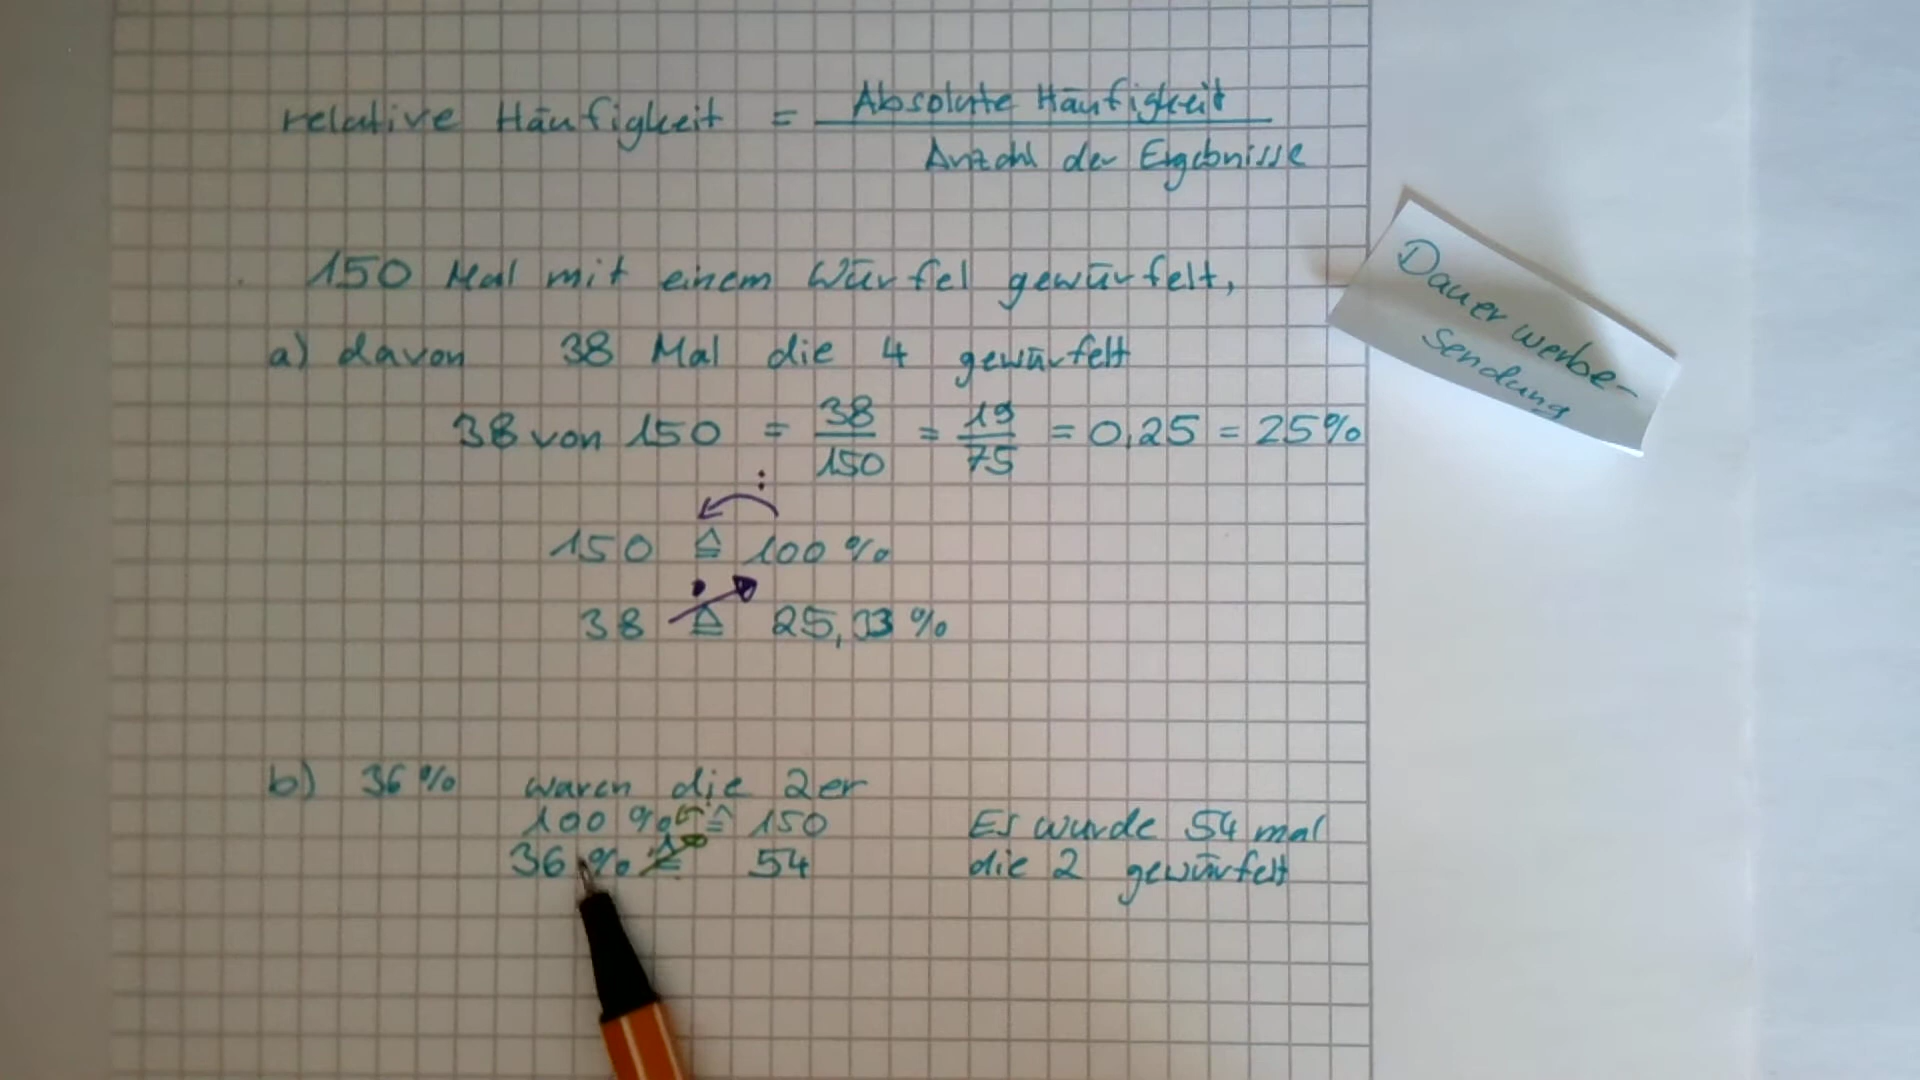 relative Häufigkeit = Absolute Häufigkeit
Anzahl der Ergebnisse
150 Mal mit einem Würfel gewürfelt,
a) davon 38 Mal die 4 gewürfelt
38 von 150 = 38/150 = 19/75 = 0,25 = 25%
:
150 ≙ 100 %
·
38 ≙ 25,33 %
b) 36% waren die 2er
100 % ≙ 150
36 % ≙ 54
Es wurde 54 mal
die 2 gewürfelt
Dauerwerbe-
sendung